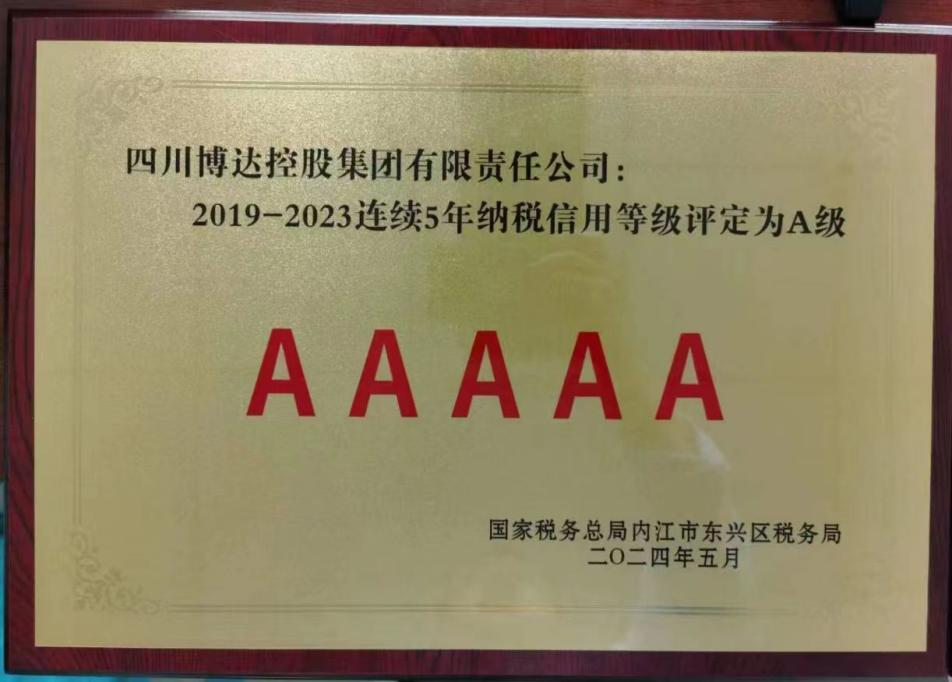 四川博达控股集团有限责任公司：
2019-2023连续5年纳税信用等级评定为A级
AAAAA
国家税务总局内江市东兴区税务局
二〇二四年五月